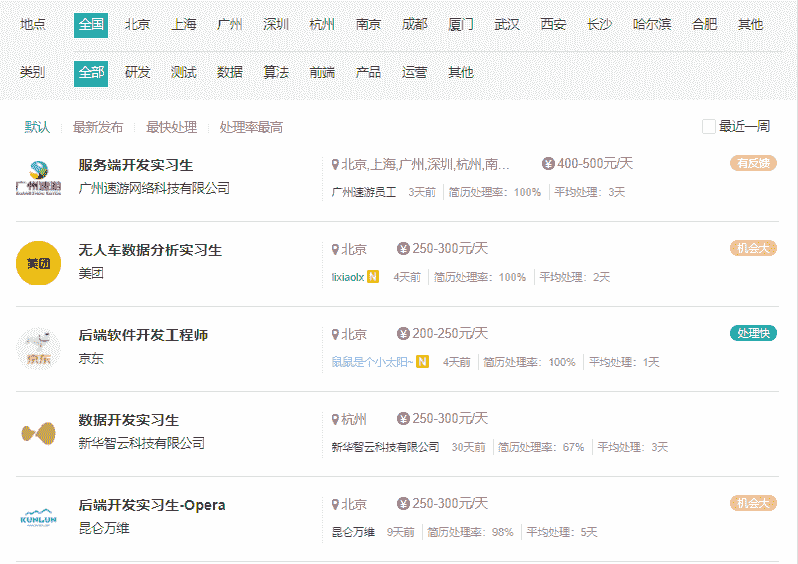 地点 全国 北京 上海 广州 深圳 杭州 南京 成都 厦门 武汉 西安 长沙 哈尔滨 合肥 其他
类别 全部 研发 测试 数据 算法 前端 产品 运营 其他
默认 最新发布 最快处理 处理率最高 最近一周
服务端开发实习生 北京,上海,广州,深圳,杭州,南... ¥400-500元/天 有反馈
广州速游
广州速游网络科技有限公司 广州速游员工 3天前 简历处理率：100% 平均处理：3天
无人车数据分析实习生 北京 ¥250-300元/天 机会大
美团
美团 lixiaolx N 4天前 简历处理率：100% 平均处理：2天
后端软件开发工程师 北京 ¥200-250元/天 处理快
京东
京东 鼠鼠是个小太阳~ N 4天前 简历处理率：100% 平均处理：1天
数据开发实习生 杭州 ¥250-300元/天
新华智云科技有限公司 新华智云科技有限公司 30天前 简历处理率：67% 平均处理：3天
后端开发实习生-Opera 北京 ¥250-300元/天 机会大
KUNLUN
昆仑万维 昆仑万维 9天前 简历处理率：98% 平均处理：5天